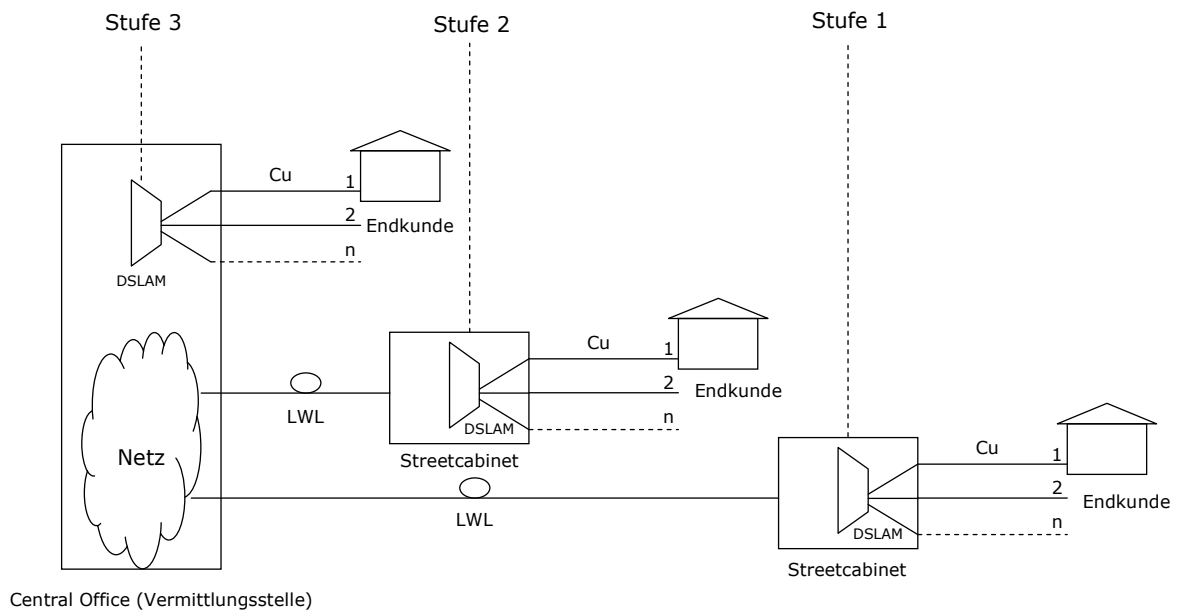 Stufe 3
Stufe 2
Stufe 1
Cu
1
2
n
Endkunde
DSLAM
Cu
1
2
n
Endkunde
DSLAM
LWL
Streetcabinet
Netz
Cu
1
2
n
Endkunde
DSLAM
LWL
Streetcabinet
Central Office (Vermittlungsstelle)